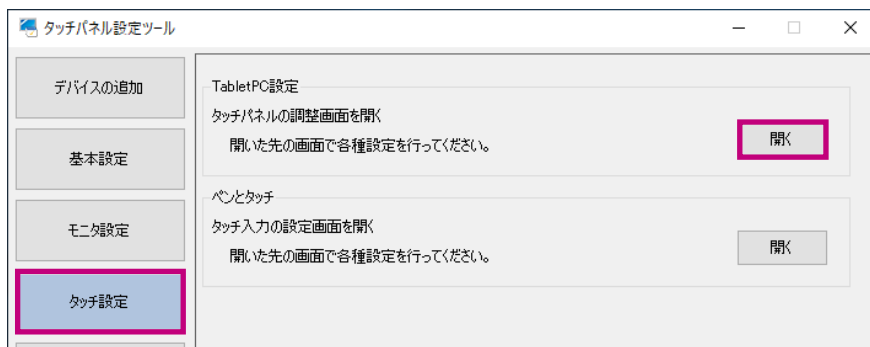 タッチパネル設定ツール
デバイスの追加
基本設定
モニタ設定
タッチ設定
TabletPC設定
タッチパネルの調整画面を開く
開いた先の画面で各種設定を行ってください。
開く
ペンとタッチ
タッチ入力の設定画面を開く
開いた先の画面で各種設定を行ってください。
開く